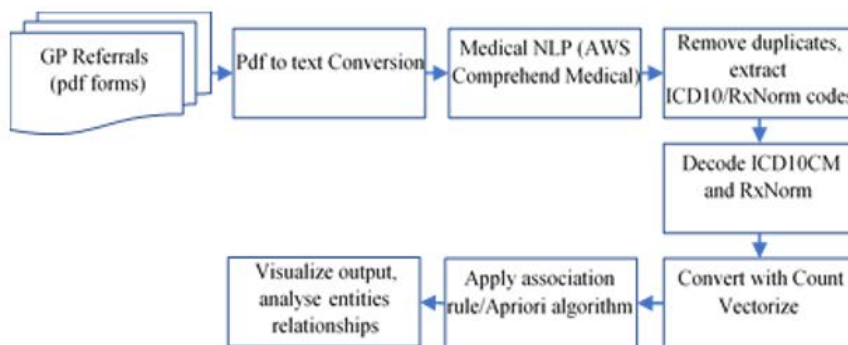 GP Referrals
(pdf forms)
Pdf to text Conversion
Medical NLP (AWS
Comprehend Medical)
Remove duplicates,
extract
ICD10/RxNorm codes
Decode ICD10CM
and RxNorm
Convert with Count
Vectorize
Apply association
rule/Apriori algorithm
Visualize output,
analyse entities
relationships